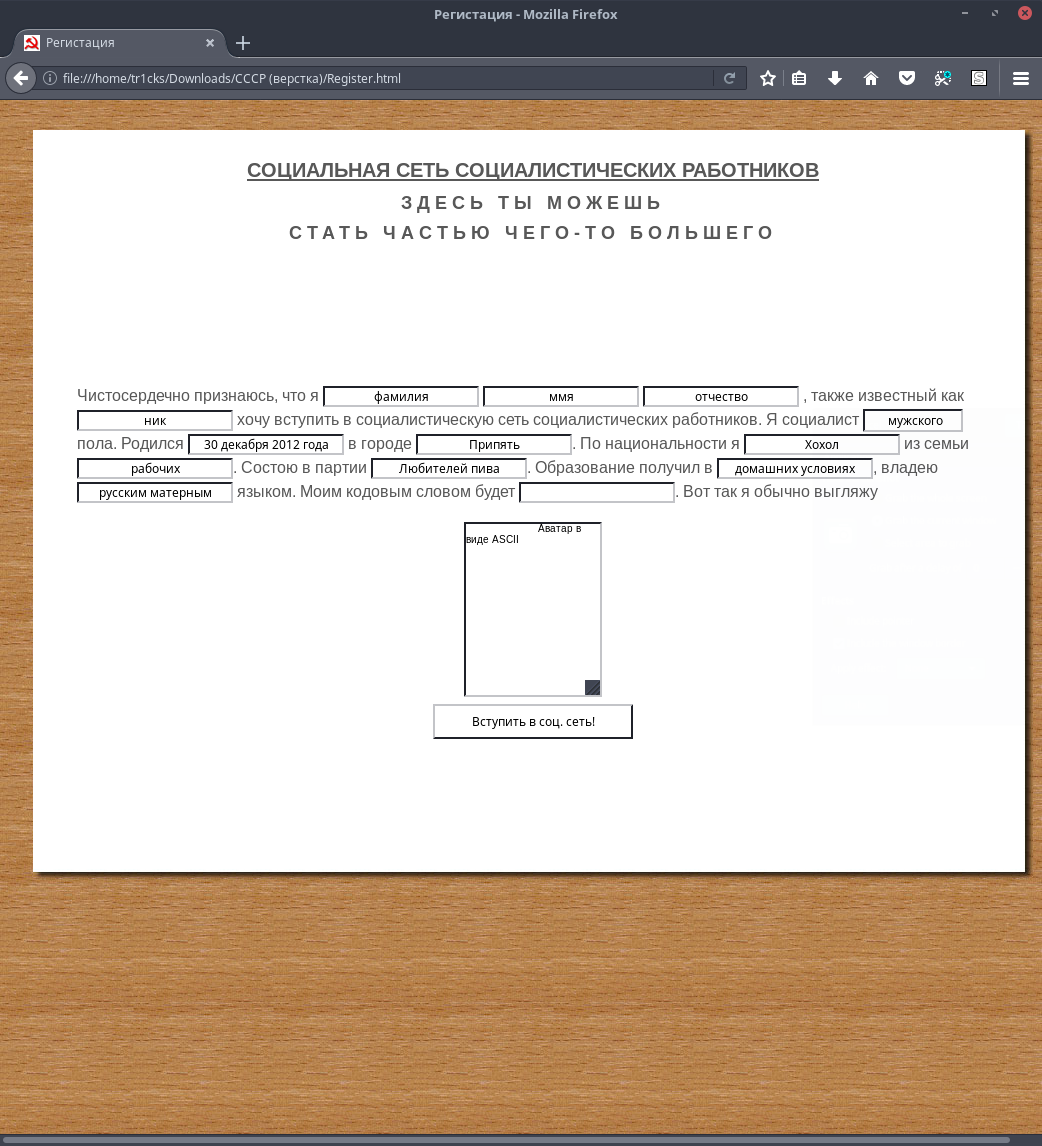 Регистация - Mozilla Firefox
Регистация
file:///home/tr1cks/Downloads/СССР (верстка)/Register.html
СОЦИАЛЬНАЯ СЕТЬ СОЦИАЛИСТИЧЕСКИХ РАБОТНИКОВ
ЗДЕСЬ ТЫ МОЖЕШЬ
СТАТЬ ЧАСТЬЮ ЧЕГО-ТО БОЛЬШЕГО
Чистосердечно признаюсь, что я фамилия ммя отчество , также известный как
ник хочу вступить в социалистическую сеть социалистических работников. Я социалист мужского
пола. Родился 30 декабря 2012 года в городе Припять. По национальности я Хохол из семьи
рабочих. Состою в партии Любителей пива. Образование получил в домашних условиях, владею
русским матерным языком. Моим кодовым словом будет . Вот так я обычно выгляжу
Аватар в
виде ASCII
Вступить в соц. сеть!